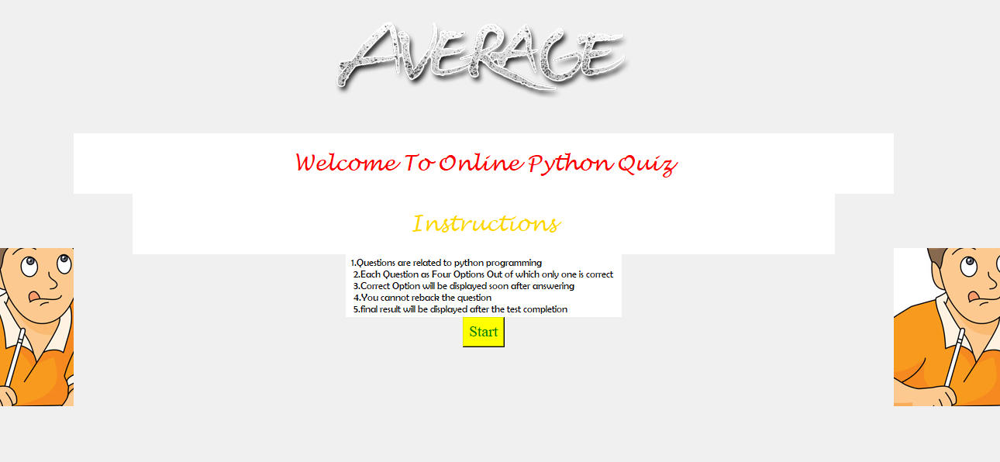 AVERAGE
Welcome To Online Python Quiz
Instructions
1.Questions are related to python programming
2.Each Question as Four Options Out of which only one is correct
3.Correct Option will be displayed soon after answering
4.You cannot reback the question
5.final result will be displayed after the test completion
Start